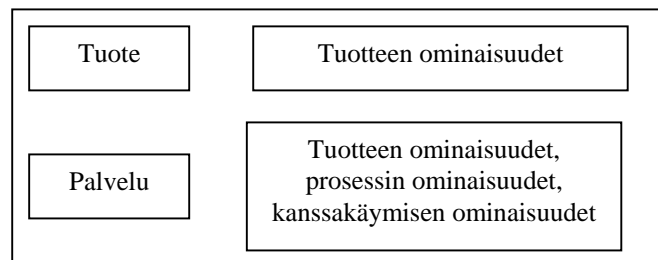 Tuote
Tuotteen ominaisuudet
Palvelu
Tuotteen ominaisuudet,
prosessin ominaisuudet,
kanssakäymisen ominaisuudet